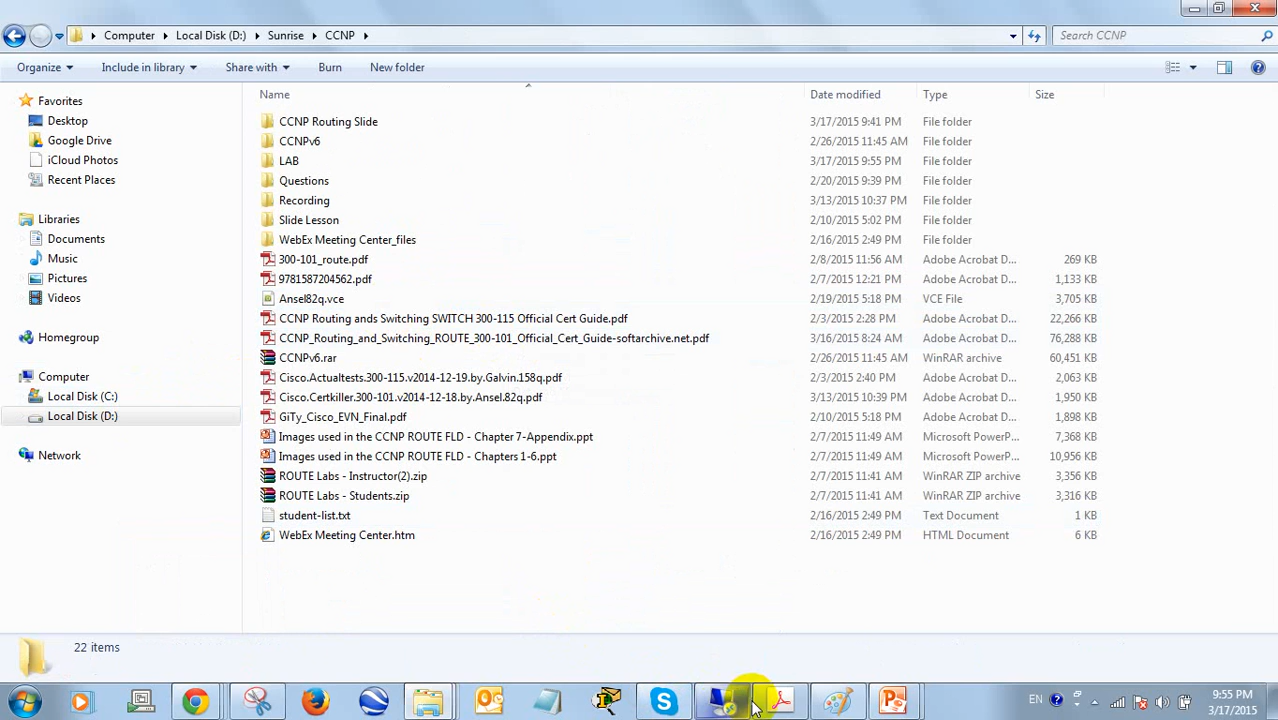 Computer Local Disk (D:) Sunrise CCNP Search CCNP
Organize Include in library Share with Burn New folder
Name Date modified Type Size
Favorites
Desktop
Google Drive
iCloud Photos
Recent Places
Libraries
Documents
Music
Pictures
Videos
Homegroup
Computer
Local Disk (C:)
Local Disk (D:)
Network
CCNP Routing Slide 3/17/2015 9:41 PM File folder
CCNPv6 2/26/2015 11:45 AM File folder
LAB 3/17/2015 9:55 PM File folder
Questions 2/20/2015 9:39 PM File folder
Recording 3/13/2015 10:37 PM File folder
Slide Lesson 2/10/2015 5:02 PM File folder
WebEx Meeting Center_files 2/16/2015 2:49 PM File folder
300-101_route.pdf 2/8/2015 11:56 AM Adobe Acrobat D... 269 KB
9781587204562.pdf 2/7/2015 12:21 PM Adobe Acrobat D... 1,133 KB
Ansel82q.vce 2/19/2015 5:18 PM VCE File 3,705 KB
CCNP Routing ands Switching SWITCH 300-115 Official Cert Guide.pdf 2/3/2015 2:28 PM Adobe Acrobat D... 22,266 KB
CCNP_Routing_and_Switching_ROUTE_300-101_Official_Cert_Guide-softarchive.net.pdf 3/16/2015 8:24 AM Adobe Acrobat D... 76,288 KB
CCNPv6.rar 2/26/2015 11:45 AM WinRAR archive 60,451 KB
Cisco.Actualtests.300-115.v2014-12-19.by.Galvin.158q.pdf 2/3/2015 2:40 PM Adobe Acrobat D... 2,063 KB
Cisco.Certkiller.300-101.v2014-12-18.by.Ansel.82q.pdf 3/13/2015 10:39 PM Adobe Acrobat D... 1,950 KB
GiTy_Cisco_EVN_Final.pdf 2/10/2015 5:18 PM Adobe Acrobat D... 1,898 KB
Images used in the CCNP ROUTE FLD - Chapter 7-Appendix.ppt 2/7/2015 11:49 AM Microsoft PowerP... 7,368 KB
Images used in the CCNP ROUTE FLD - Chapters 1-6.ppt 2/7/2015 11:49 AM Microsoft PowerP... 10,956 KB
ROUTE Labs - Instructor(2).zip 2/7/2015 11:41 AM WinRAR ZIP archive 3,356 KB
ROUTE Labs - Students.zip 2/7/2015 11:41 AM WinRAR ZIP archive 3,316 KB
student-list.txt 2/16/2015 2:49 PM Text Document 1 KB
WebEx Meeting Center.htm 2/16/2015 2:49 PM HTML Document 6 KB
22 items
EN 9:55 PM
3/17/2015